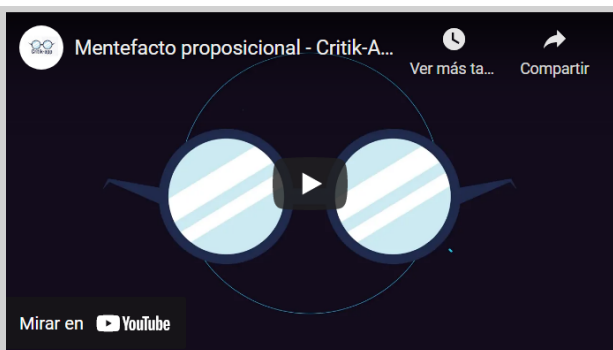 Mentefacto proposicional - Critik-A...
Ver más ta...
Compartir
Mirar en YouTube